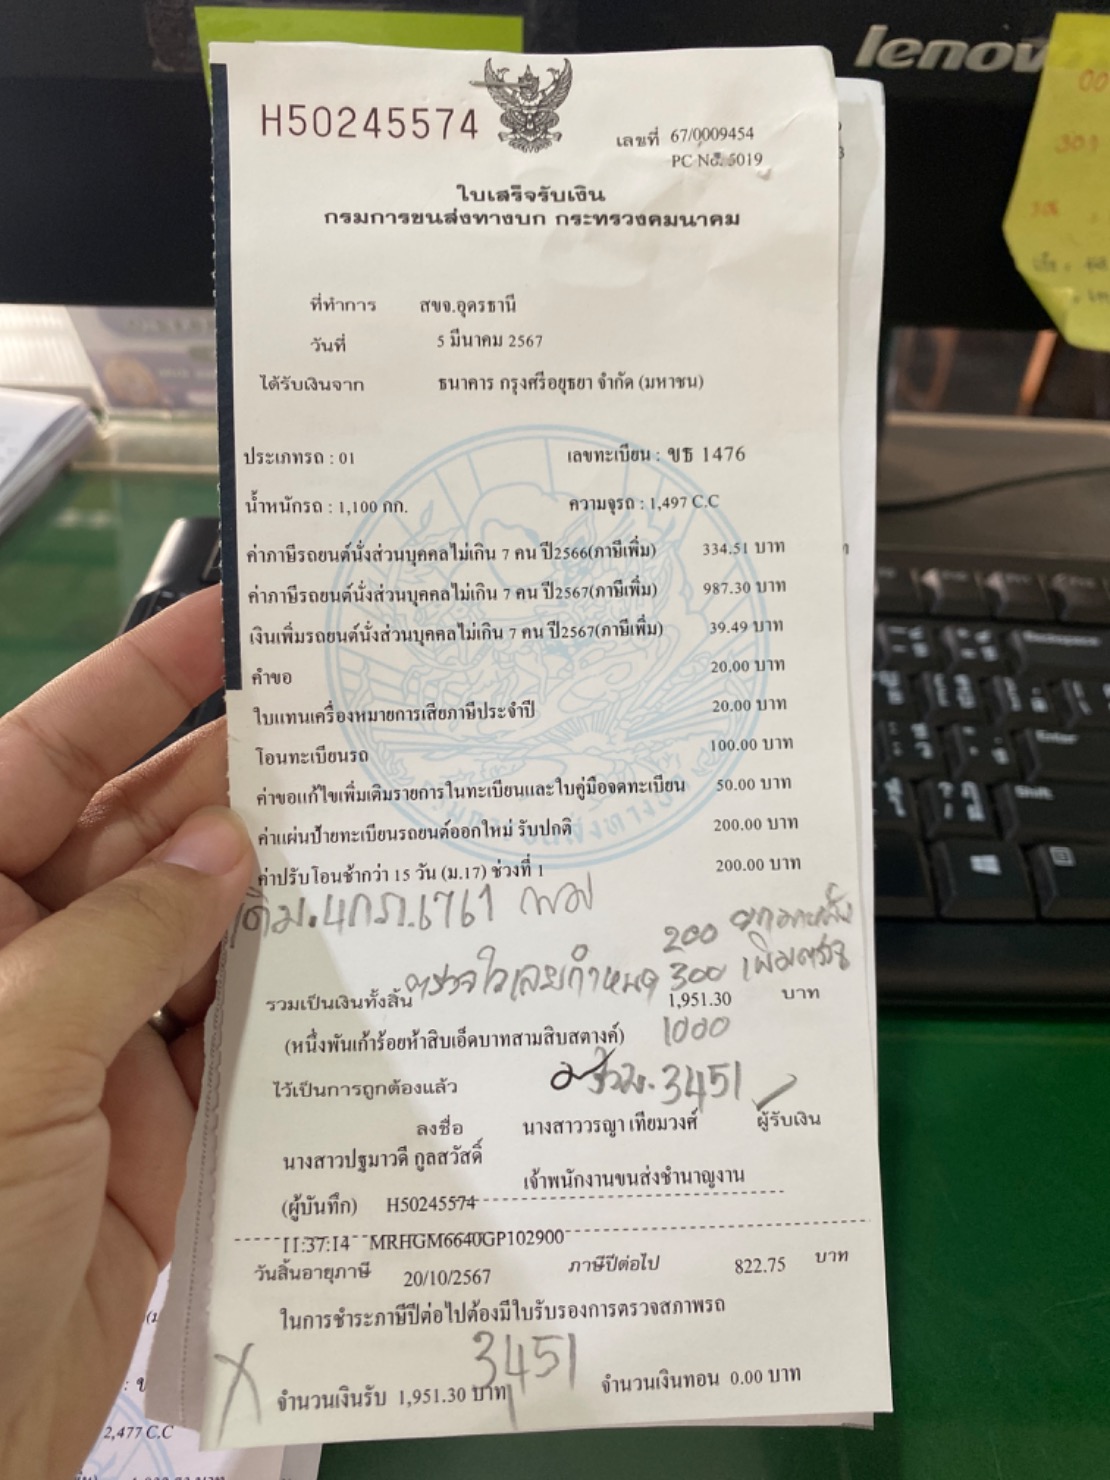 lenov
H50245574
เลขที่ 67/0009454
PC No. 5019
ใบเสร็จรับเงิน
กรมการขนส่งทางบก กระทรวงคมนาคม
ที่ทำการ สขจ.อุดรธานี
วันที่ 5 มีนาคม 2567
ได้รับเงินจาก ธนาคาร กรุงศรีอยุธยา จำกัด (มหาชน)
ประเภทรถ : 01 เลขทะเบียน : ขธ 1476
น้ำหนักรถ : 1,100 กก. ความจุรถ : 1,497 C.C
ค่าภาษีรถยนต์นั่งส่วนบุคคลไม่เกิน 7 คน ปี2566(ภาษีเพิ่ม) 334.51 บาท
ค่าภาษีรถยนต์นั่งส่วนบุคคลไม่เกิน 7 คน ปี2567(ภาษีเพิ่ม) 987.30 บาท
เงินเพิ่มรถยนต์นั่งส่วนบุคคลไม่เกิน 7 คน ปี2567(ภาษีเพิ่ม) 39.49 บาท
คำขอ 20.00 บาท
ใบแทนเครื่องหมายการเสียภาษีประจำปี 20.00 บาท
โอนทะเบียนรถ 100.00 บาท
ค่าขอแก้ไขเพิ่มเติมรายการในทะเบียนและใบคู่มือจดทะเบียน 50.00 บาท
ค่าแผ่นป้ายทะเบียนรถยนต์ออกใหม่ รับปกติ 200.00 บาท
ค่าปรับโอนช้ากว่า 15 วัน (ม.17) ช่วงที่ 1 200.00 บาท
เดิม.4กภ.6761 กทม
200
ตรวจใเลยกำหนด 300 เพิ่มตรวจ
รวมเป็นเงินทั้งสิ้น 1,951.30 บาท
(หนึ่งพันเก้าร้อยห้าสิบเอ็ดบาทสามสิบสตางค์) 1000
ไว้เป็นการถูกต้องแล้ว 3451
ลงชื่อ นางสาววรญา เทียมวงศ์ ผู้รับเงิน
นางสาวปฐมาวดี กูลสวัสดิ์
เจ้าพนักงานขนส่งชำนาญงาน
(ผู้บันทึก) H50245574
11:37:14 MRHGM6640GP102900
วันสิ้นอายุภาษี 20/10/2567 ภาษีปีต่อไป 822.75 บาท
ในการชำระภาษีปีต่อไปต้องมีใบรับรองการตรวจสภาพรถ
3451
จำนวนเงินรับ 1,951.30 บาท จำนวนเงินทอน 0.00 บาท
2,477 C.C